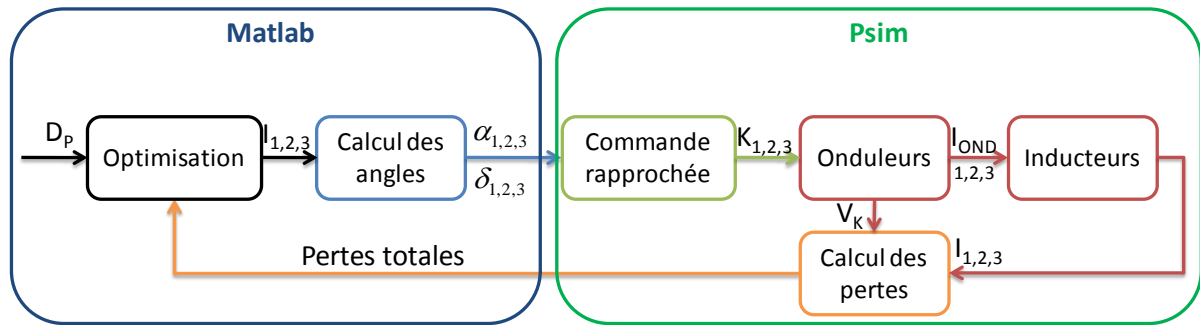 Matlab
Psim
D_P
Optimisation
I_1,2,3
Calcul des
angles
α_1,2,3
δ_1,2,3
Commande
rapprochée
K_1,2,3
Onduleurs
I_OND
1,2,3
Inducteurs
V_K
Pertes totales
Calcul des
pertes
I_1,2,3